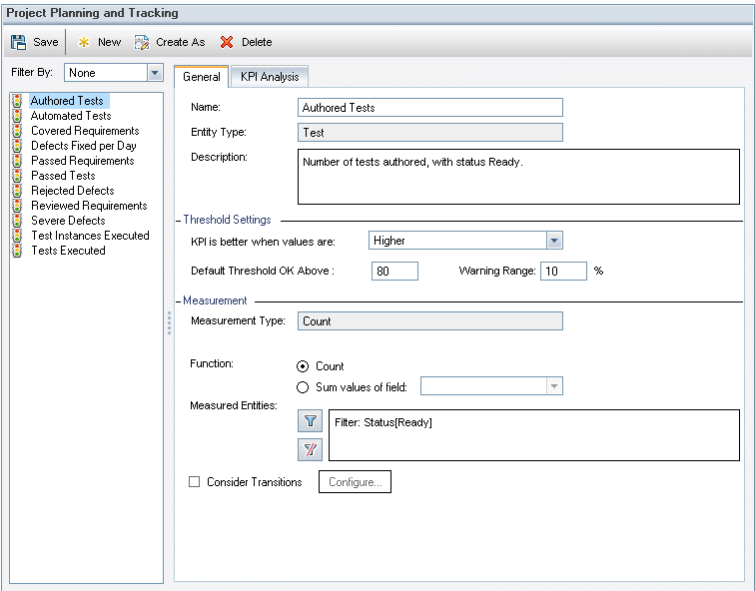 Project Planning and Tracking
Save New Create As Delete
Filter By: None
Authored Tests
Automated Tests
Covered Requirements
Defects Fixed per Day
Passed Requirements
Passed Tests
Rejected Defects
Reviewed Requirements
Severe Defects
Test Instances Executed
Tests Executed
General KPI Analysis
Name: Authored Tests
Entity Type: Test
Description: Number of tests authored, with status Ready.
Threshold Settings
KPI is better when values are: Higher
Default Threshold OK Above : 80 Warning Range: 10 %
Measurement
Measurement Type: Count
Function: Count
Sum values of field:
Measured Entities:
Filter: Status[Ready]
Consider Transitions Configure...